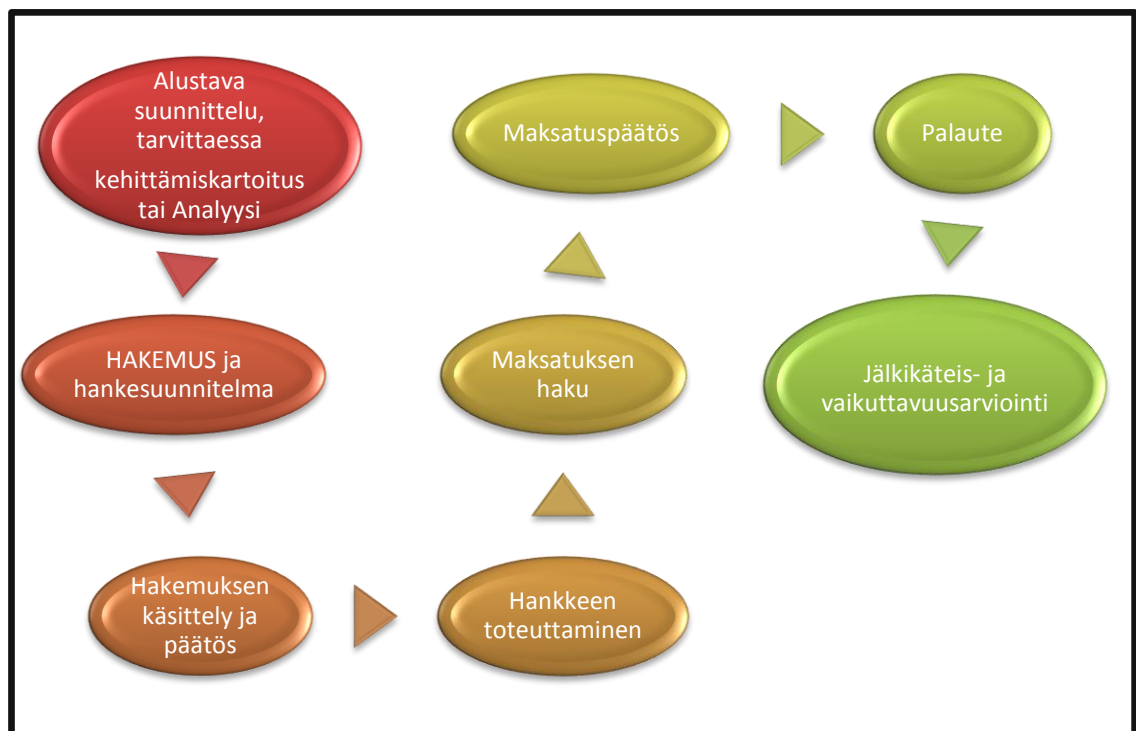 Alustava
suunnittelu,
tarvittaessa
kehittämiskartoitus
tai Analyysi
HAKEMUS ja
hankesuunnitelma
Hakemuksen
käsittely ja
päätös
Hankkeen
toteuttaminen
Maksatuksen
haku
Maksatuspäätös
Palaute
Jälkikäteis- ja
vaikuttavuusarviointi